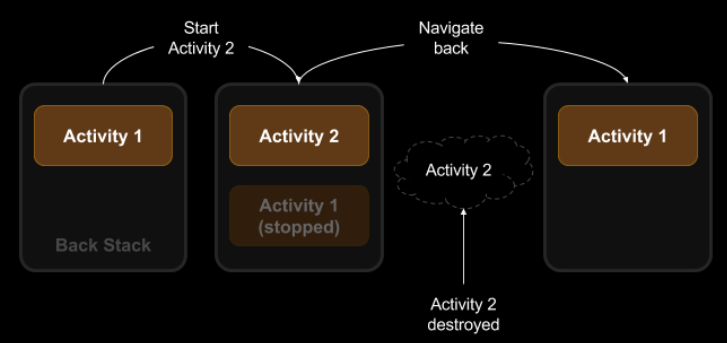 Start
Activity 2
Navigate
back
Activity 1
Back Stack
Activity 2
Activity 1
(stopped)
Activity 2
Activity 2
destroyed
Activity 1